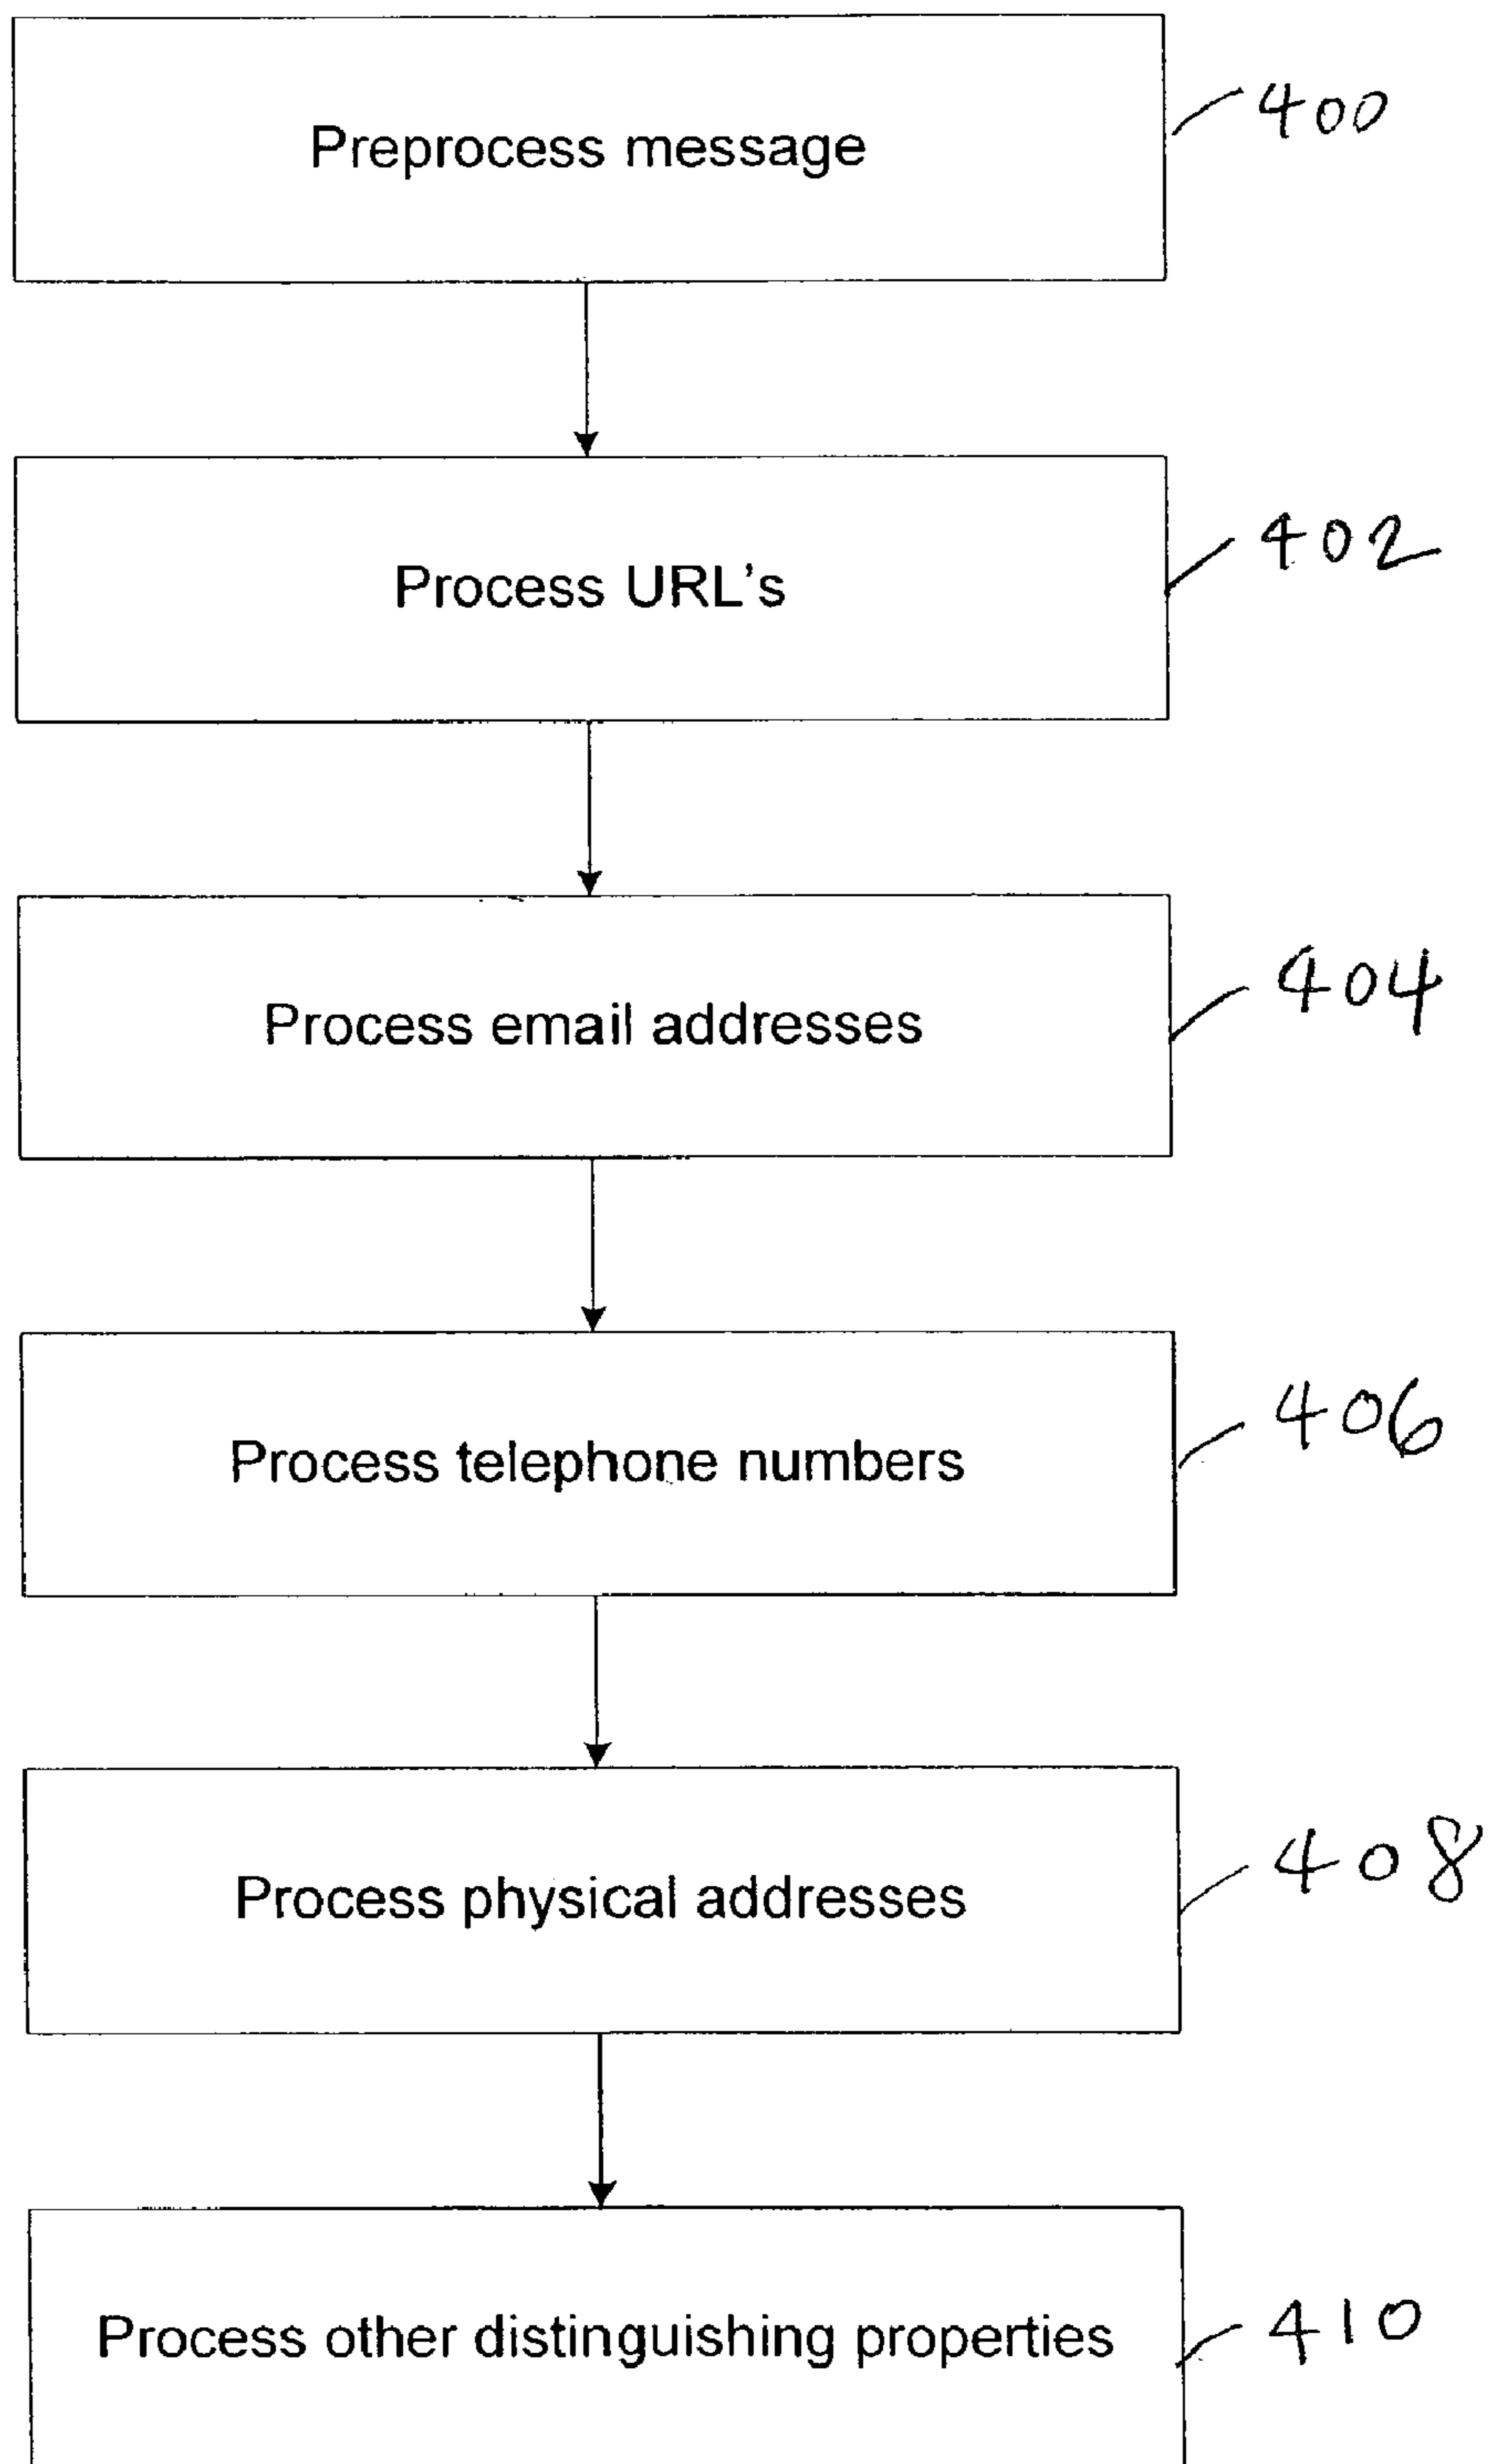 Preprocess message
400
Process URL's
402
Process email addresses
404
Process telephone numbers
406
Process physical addresses
408
Process other distinguishing properties
410